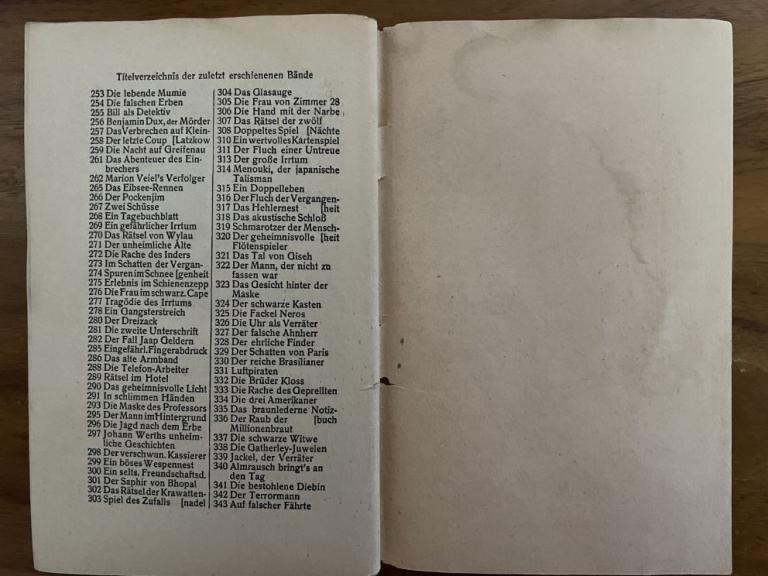 Titelverzeichnis der zuletzt erschienenen Bände
253 Die lebende Mumie
254 Die falschen Erben
255 Bill als Detektiv
256 Benjamin Dux, der Mörder
257 Das Verbrechen auf Klein-
258 Der letzte Coup [Latzkow
259 Die Nacht auf Greifenau
261 Das Abenteuer des Ein-
brechers
262 Marion Veiel's Verfolger
265 Das Eibsee-Rennen
266 Der Pockenjim
267 Zwei Schüsse
268 Ein Tagebuchblatt
269 Ein gefährlicher Irrtum
270 Das Rätsel von Wylau
271 Der unheimliche Alte
272 Die Rache des Inders
273 Im Schatten der Vergan-
274 Spuren im Schnee [genheit
275 Erlebnis im Schienenzepp
276 Die Frau im schwarz. Cape
277 Tragödie des Irrtums
278 Ein Gangsterstreich
280 Der Dreizack
281 Die zweite Unterschrift
282 Der Fall Jaap Geldern
285 Ein gefährl. Fingerabdruck
286 Das alte Armband
288 Die Telefon-Arbeiter
289 Rätsel im Hotel
290 Das geheimnisvolle Licht
291 In schlimmen Händen
293 Die Maske des Professors
295 Der Mann im Hintergrund
296 Die Jagd nach dem Erbe
297 Johann Werths unheim-
liche Geschichten
298 Der verschwun. Kassierer
299 Ein böses Wespennest
300 Ein selts. Freundschaftsd.
301 Der Saphir von Bhopal
302 Das Rätsel der Krawatten-
303 Spiel des Zufalls [nadel
304 Das Glasauge
305 Die Frau von Zimmer 28
306 Die Hand mit der Narbe
307 Das Rätsel der zwölf
308 Doppeltes Spiel [Nächte
310 Ein wertvolles Kartenspiel
311 Der Fluch einer Untreue
313 Der große Irrtum
314 Menouki, der japanische
Talisman
315 Ein Doppelleben
316 Der Fluch der Vergangen-
317 Das Hehlernest [heit
318 Das akustische Schloß
319 Schmarotzer der Mensch-
320 Der geheimnisvolle [heit
Flötenspieler
321 Das Tal von Giseh
322 Der Mann, der nicht zu
fassen war
323 Das Gesicht hinter der
Maske
324 Der schwarze Kasten
325 Die Fackel Neros
326 Die Uhr als Verräter
327 Der falsche Ahnherr
328 Der ehrliche Finder
329 Der Schatten von Paris
330 Der reiche Brasilianer
331 Luftpiraten
332 Die Brüder Kloss
333 Die Rache des Geprellten
334 Die drei Amerikaner
335 Das braunlederne Notiz-
336 Der Raub der [buch
Millionenbraut
337 Die schwarze Witwe
338 Die Gatherley-Juwelen
339 Jackel, der Verräter
340 Almrausch bringt's an
den Tag
341 Die bestohlene Diebin
342 Der Terrormann
343 Auf falscher Fährte